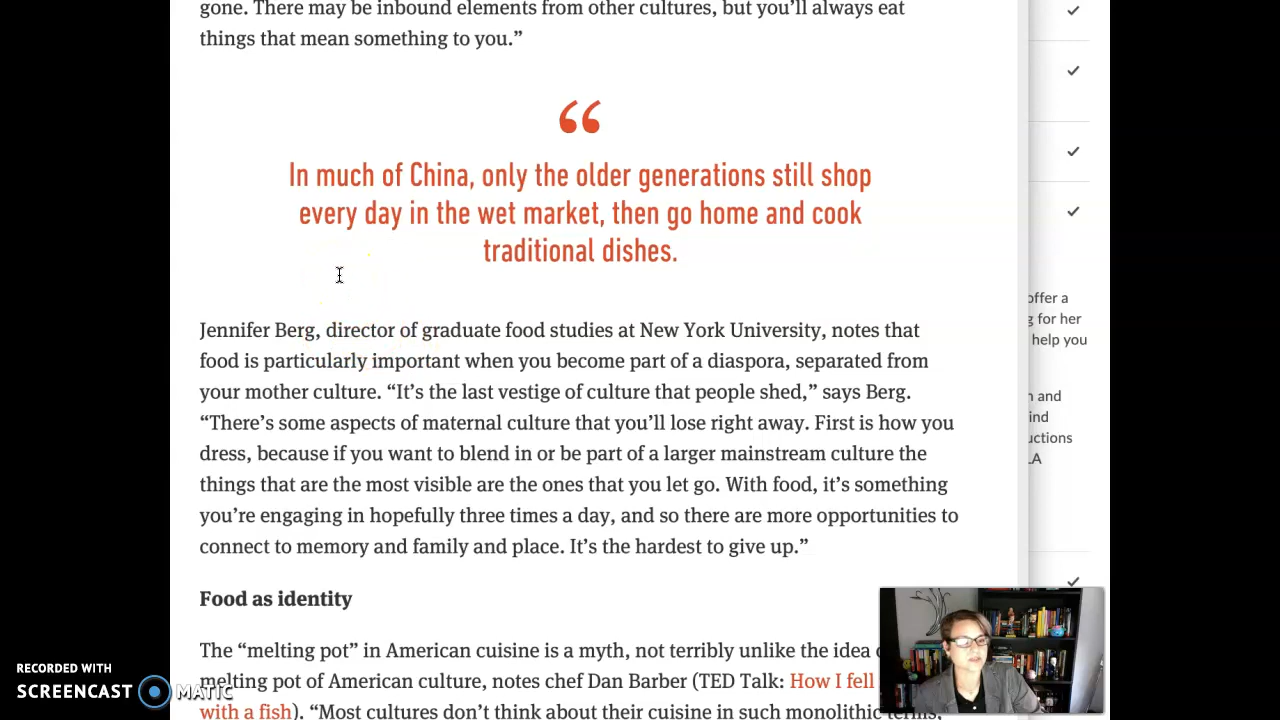 gone. There may be inbound elements from other cultures, but you’ll always eat
things that mean something to you.”
“
In much of China, only the older generations still shop
every day in the wet market, then go home and cook
traditional dishes.
Jennifer Berg, director of graduate food studies at New York University, notes that
food is particularly important when you become part of a diaspora, separated from
your mother culture. “It’s the last vestige of culture that people shed,” says Berg.
“There’s some aspects of maternal culture that you’ll lose right away. First is how you
dress, because if you want to blend in or be part of a larger mainstream culture the
things that are the most visible are the ones that you let go. With food, it’s something
you’re engaging in hopefully three times a day, and so there are more opportunities to
connect to memory and family and place. It’s the hardest to give up.”
Food as identity
The “melting pot” in American cuisine is a myth, not terribly unlike the idea
melting pot of American culture, notes chef Dan Barber (TED Talk: How I fell
with a fish). “Most cultures don’t think about their cuisine in such monolithic terms,
offer a
g for her
help you
and
ind
uctions
LA
RECORDED WITH
SCREENCAST MATIC